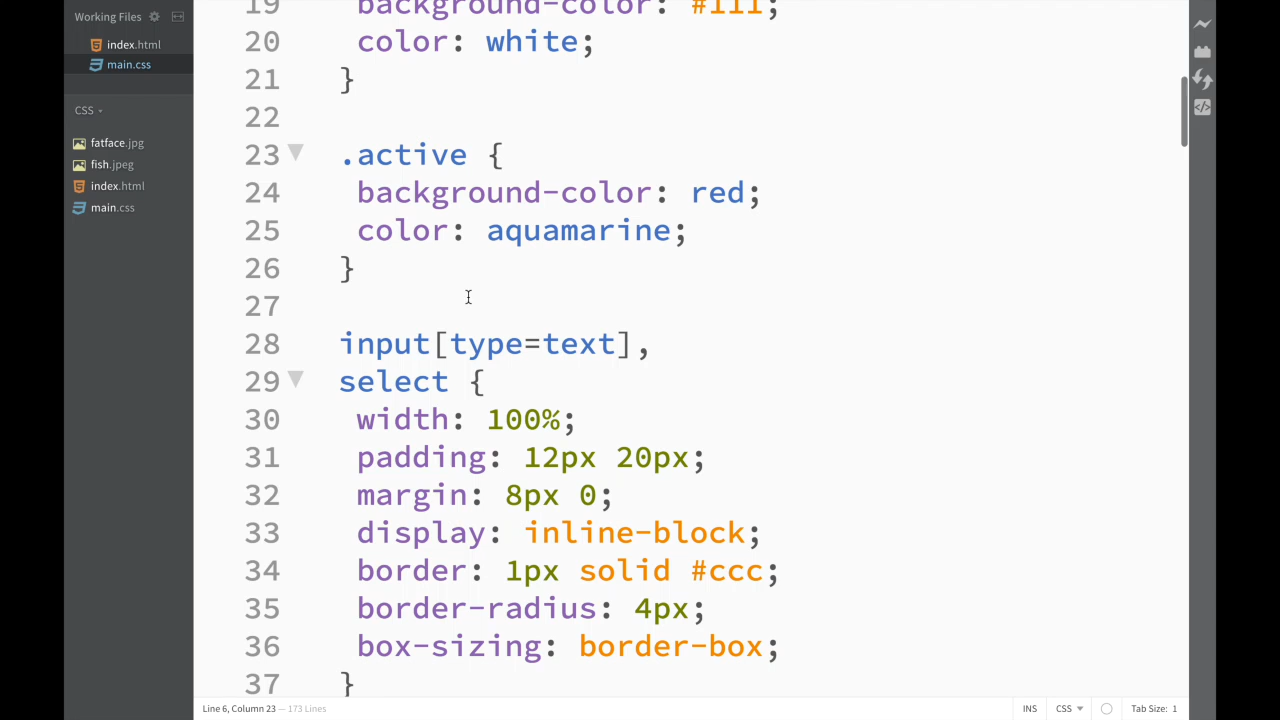 Working Files
index.html
main.css
CSS
fatface.jpg
fish.jpeg
index.html
main.css
19 background-color: #111;
20 color: white;
21 }
22
23 .active {
24 background-color: red;
25 color: aquamarine;
26 }
27
28 input[type=text],
29 select {
30 width: 100%;
31 padding: 12px 20px;
32 margin: 8px 0;
33 display: inline-block;
34 border: 1px solid #ccc;
35 border-radius: 4px;
36 box-sizing: border-box;
37 }
Line 6, Column 23 — 173 Lines
INS CSS Tab Size: 1